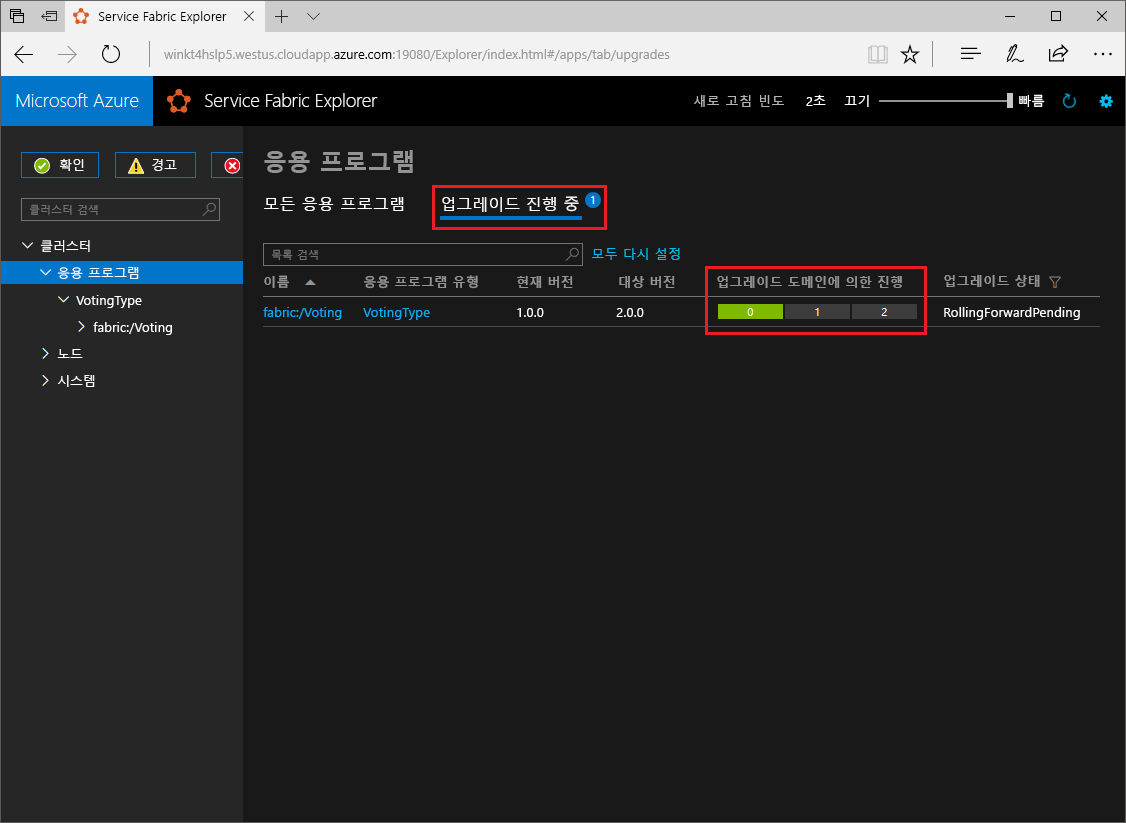 Service Fabric Explorer
winkt4hslp5.westus.cloudapp.azure.com:19080/Explorer/index.html#/apps/tab/upgrades
Microsoft Azure Service Fabric Explorer 새로 고침 빈도 2초 끄기 빠름
확인 경고
클러스터 검색
클러스터
응용 프로그램
VotingType
fabric:/Voting
노드
시스템
응용 프로그램
모든 응용 프로그램 업그레이드 진행 중 1
목록 검색 모두 다시 설정
이름 응용 프로그램 유형 현재 버전 대상 버전 업그레이드 도메인에 의한 진행 업그레이드 상태
fabric:/Voting VotingType 1.0.0 2.0.0 0 1 2 RollingForwardPending